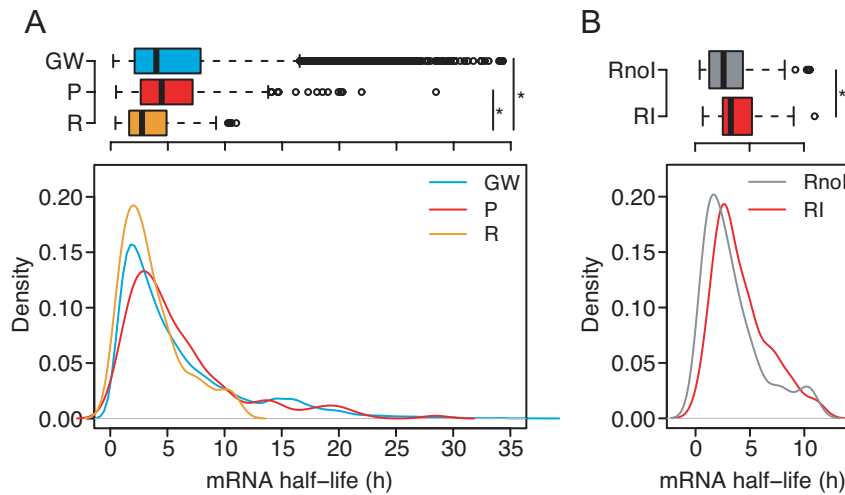 A
B
GW
P
R
*
*
RnoI
RI
*
GW
P
R
RnoI
RI
Density
0.20
0.15
0.10
0.05
0.00
0 5 10 15 20 25 30 35
mRNA half−life (h)
Density
0.20
0.15
0.10
0.05
0.00
0 5 10
mRNA half−life (h)